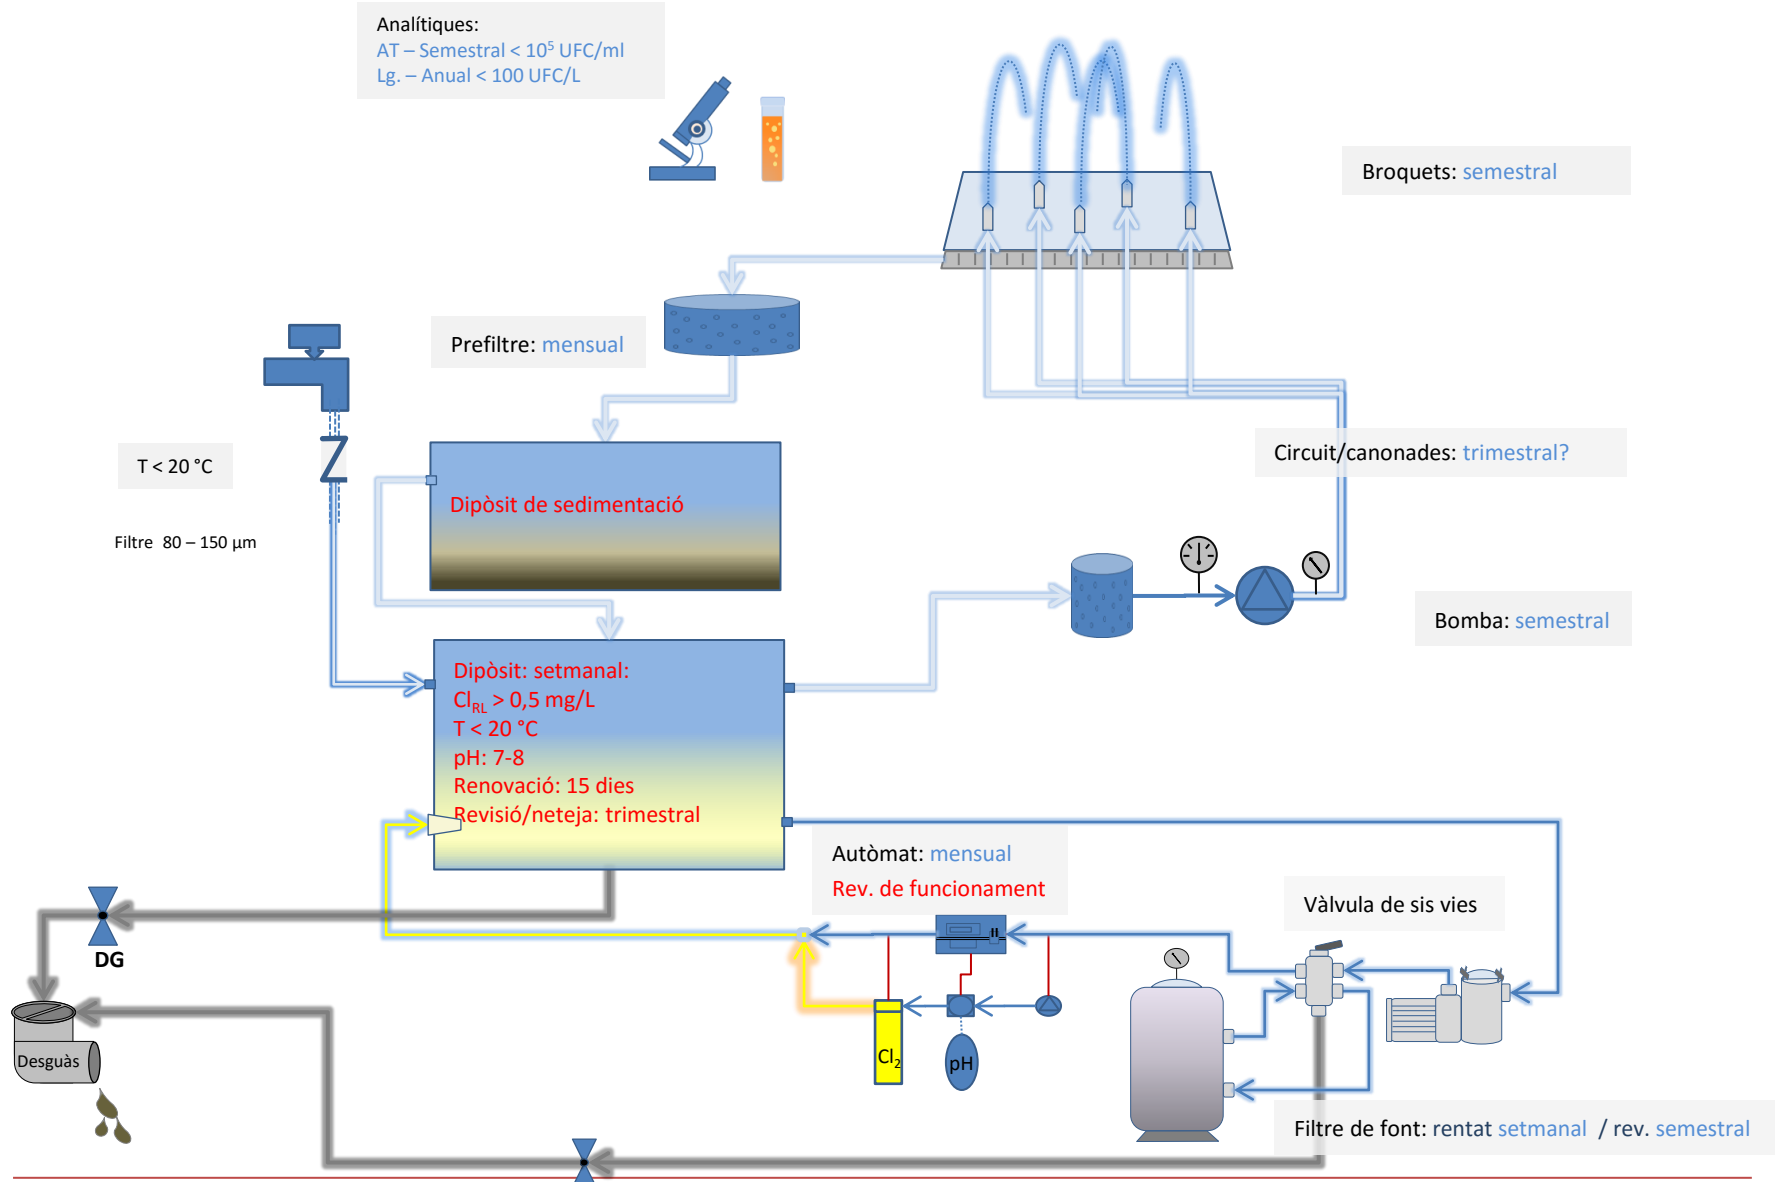 Analítiques:
AT – Semestral < 10⁵ UFC/ml
Lg. – Anual < 100 UFC/L
Broquets: semestral
Prefiltre: mensual
T < 20 °C
Circuit/canonades: trimestral?
Dipòsit de sedimentació
Filtre 80 – 150 µm
Bomba: semestral
Dipòsit: setmanal:
Cl_RL > 0,5 mg/L
T < 20 °C
pH: 7-8
Renovació: 15 dies
Revisió/neteja: trimestral
Autòmat: mensual
Rev. de funcionament
Vàlvula de sis vies
DG
Desguàs
Cl₂
pH
Filtre de font: rentat setmanal / rev. semestral